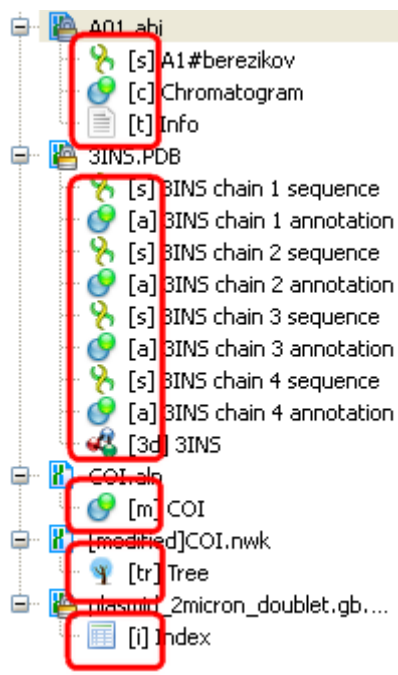 A01.abi
[s] A1#berezikov
[c] Chromatogram
[t] Info
3INS.PDB
[s] 3INS chain 1 sequence
[a] 3INS chain 1 annotation
[s] 3INS chain 2 sequence
[a] 3INS chain 2 annotation
[s] 3INS chain 3 sequence
[a] 3INS chain 3 annotation
[s] 3INS chain 4 sequence
[a] 3INS chain 4 annotation
[3d] 3INS
COI.aln
[m] COI
[modified]COI.nwk
[tr] Tree
plasmid_2micron_doublet.gb....
[i] Index